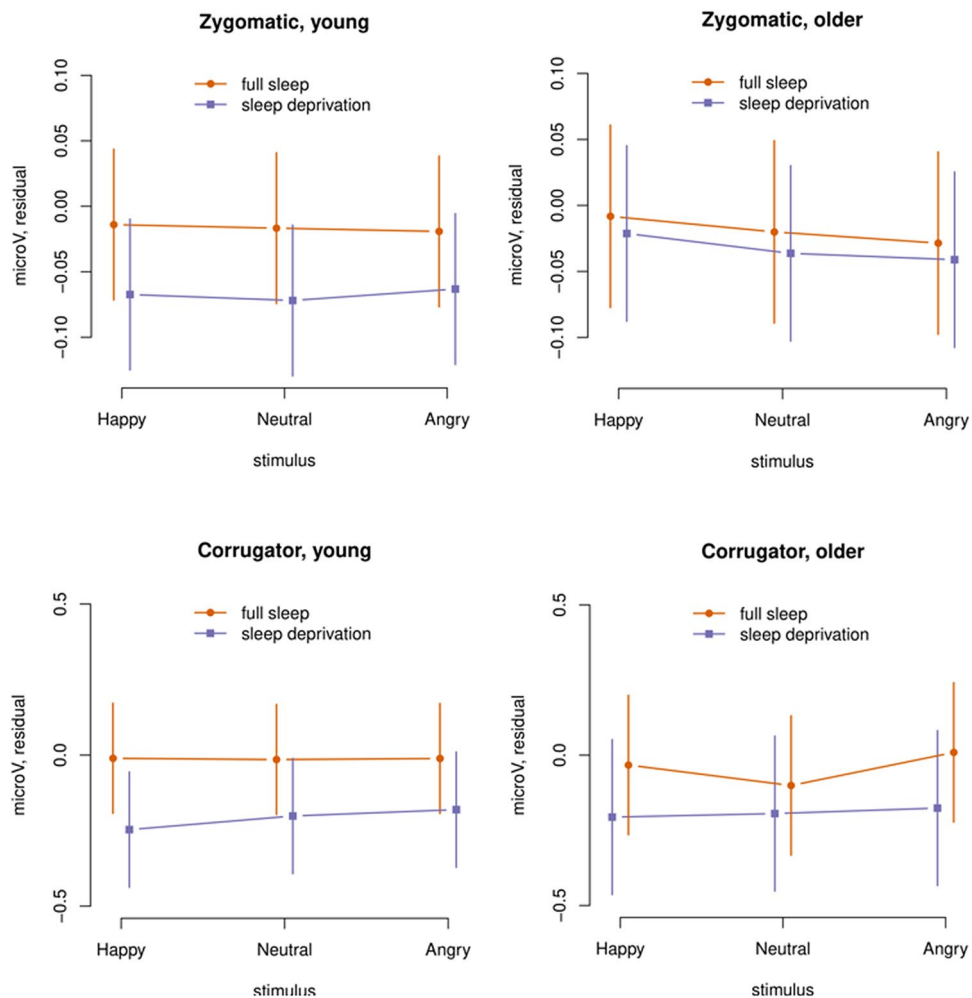 Zygomatic, young
full sleep
sleep deprivation
microV, residual
0.10
0.05
0.00
−0.05
−0.10
Happy
Neutral
Angry
stimulus
Zygomatic, older
full sleep
sleep deprivation
microV, residual
0.10
0.05
0.00
−0.05
−0.10
Happy
Neutral
Angry
stimulus
Corrugator, young
full sleep
sleep deprivation
microV, residual
0.5
0.0
−0.5
Happy
Neutral
Angry
stimulus
Corrugator, older
full sleep
sleep deprivation
microV, residual
0.5
0.0
−0.5
Happy
Neutral
Angry
stimulus